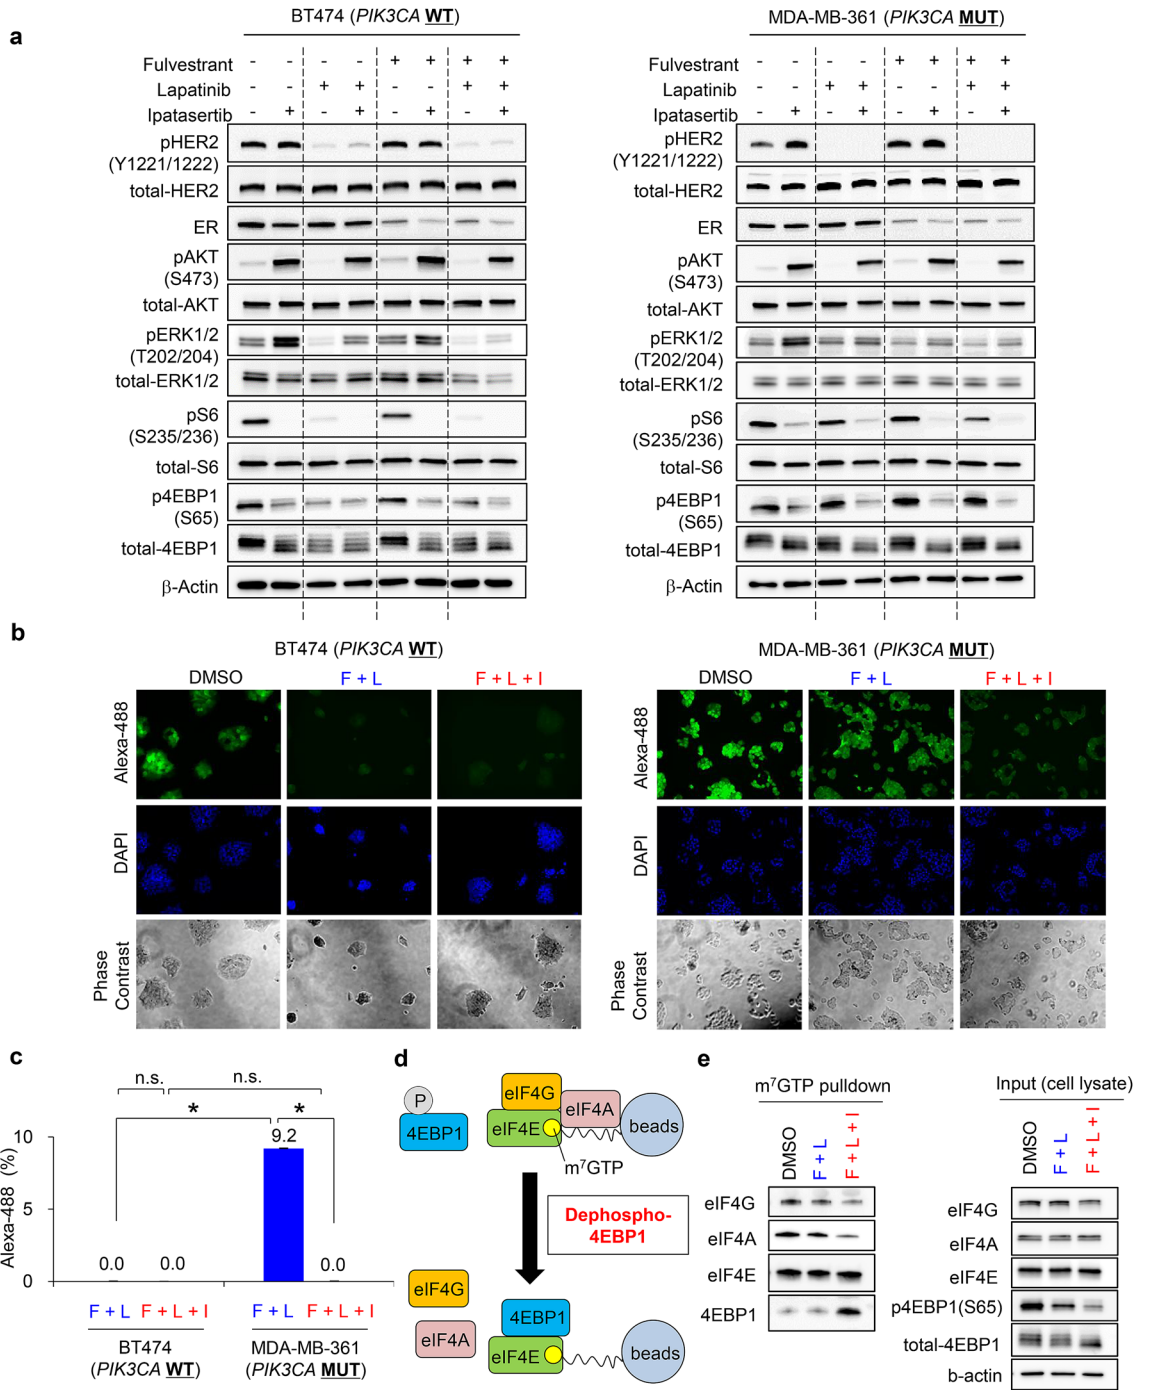 a
BT474 (PIK3CA WT)
Fulvestrant - - - - + + + +
Lapatinib - - + + - - + +
Ipatasertib - + - + - + - +
pHER2
(Y1221/1222)
total-HER2
ER
pAKT
(S473)
total-AKT
pERK1/2
(T202/204)
total-ERK1/2
pS6
(S235/236)
total-S6
p4EBP1
(S65)
total-4EBP1
β-Actin
MDA-MB-361 (PIK3CA MUT)
Fulvestrant - - - - + + + +
Lapatinib - - + + - - + +
Ipatasertib - + - + - + - +
pHER2
(Y1221/1222)
total-HER2
ER
pAKT
(S473)
total-AKT
pERK1/2
(T202/204)
total-ERK1/2
pS6
(S235/236)
total-S6
p4EBP1
(S65)
total-4EBP1
β-Actin
b
BT474 (PIK3CA WT)
DMSO F + L F + L + I
Alexa-488
DAPI
Phase
Contrast
MDA-MB-361 (PIK3CA MUT)
DMSO F + L F + L + I
Alexa-488
DAPI
Phase
Contrast
c
n.s. n.s.
* *
Alexa-488 (%)
10
5
0
0.0 0.0 9.2 0.0
F + L F + L + I F + L F + L + I
BT474
(PIK3CA WT)
MDA-MB-361
(PIK3CA MUT)
d
P
4EBP1
eIF4G
eIF4A
eIF4E
beads
m7GTP
Dephospho-
4EBP1
eIF4G
eIF4A
4EBP1
eIF4E
beads
e
m7GTP pulldown
DMSO
F + L
F + L + I
eIF4G
eIF4A
eIF4E
4EBP1
Input (cell lysate)
DMSO
F + L
F + L + I
eIF4G
eIF4A
eIF4E
p4EBP1(S65)
total-4EBP1
b-actin